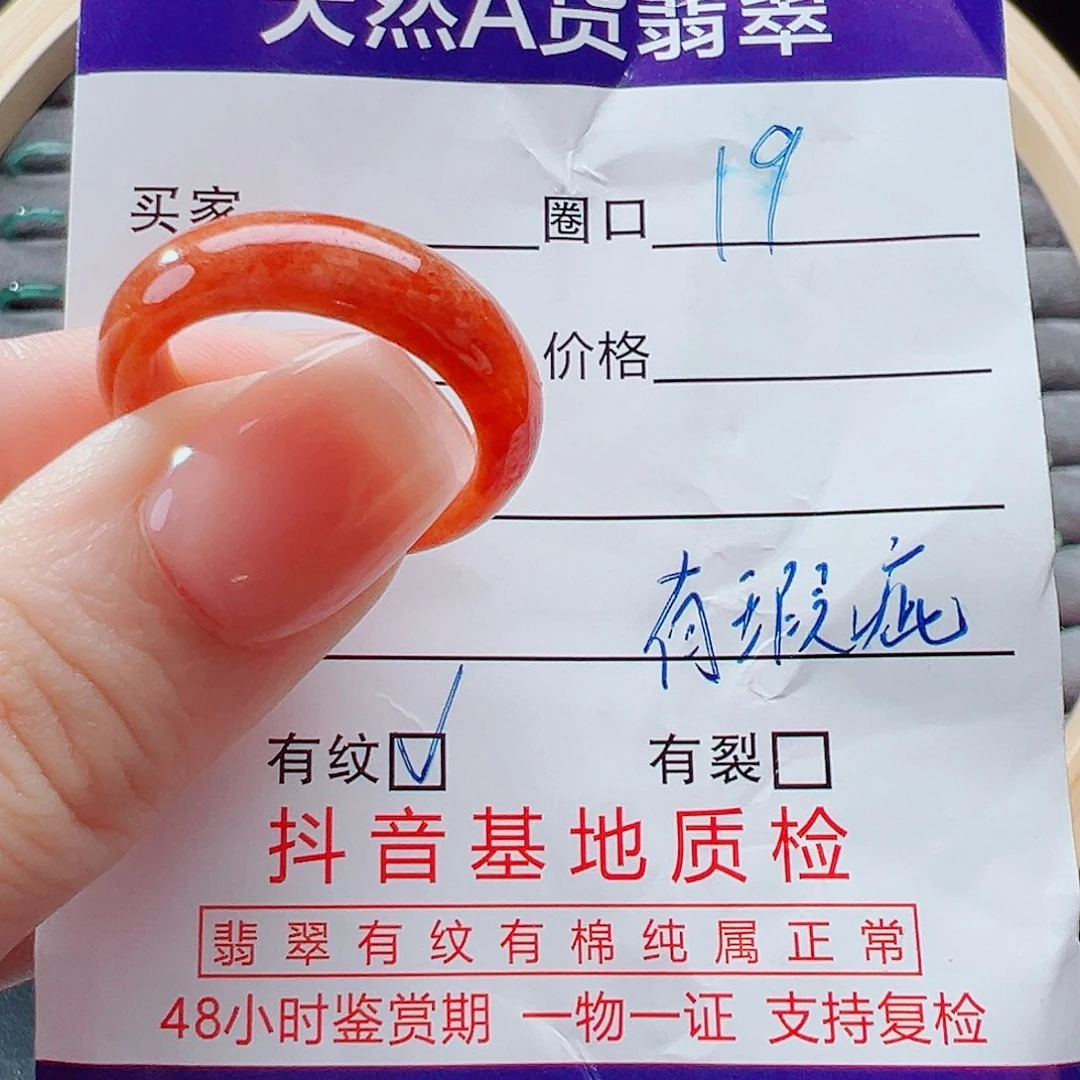 天然A货翡翠
买家 圈口 19
价格
有瑕疵
有纹 有裂
抖音基地质检
翡翠有纹有棉纯属正常
48小时鉴赏期 一物一证 支持复检